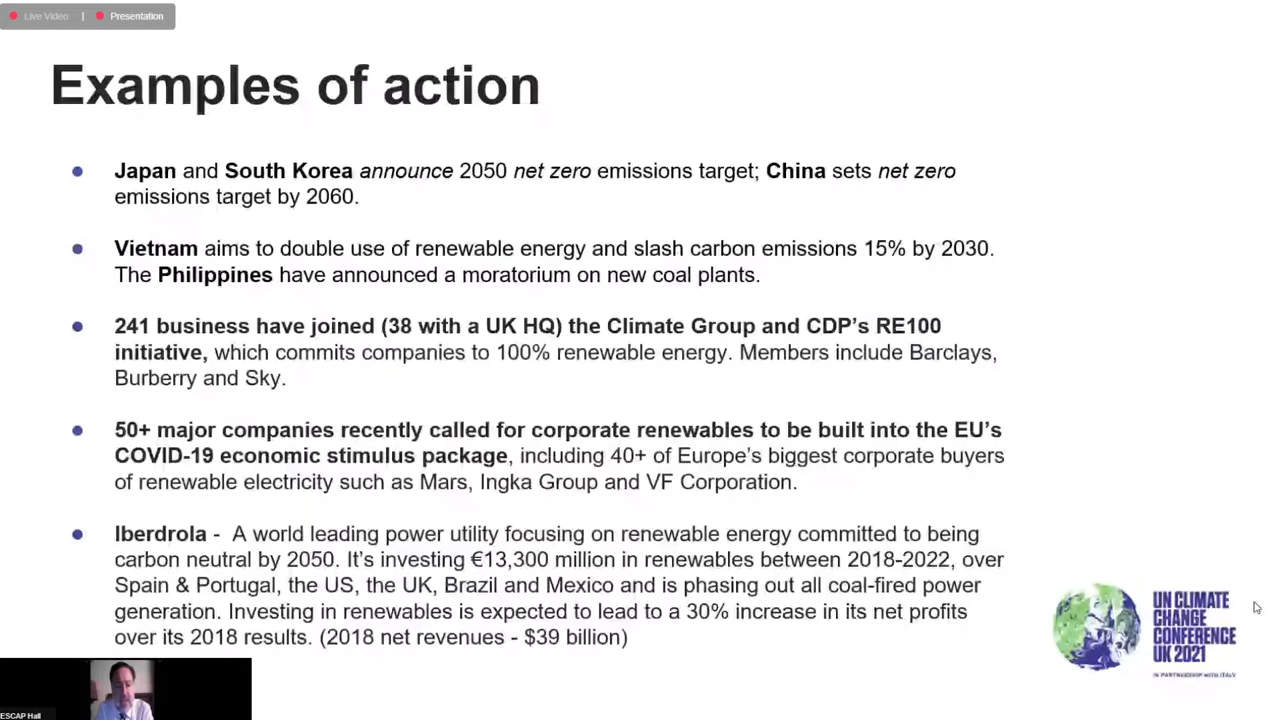 Live Video | Presentation
Examples of action
Japan and South Korea announce 2050 net zero emissions target; China sets net zero
emissions target by 2060.
Vietnam aims to double use of renewable energy and slash carbon emissions 15% by 2030.
The Philippines have announced a moratorium on new coal plants.
241 business have joined (38 with a UK HQ) the Climate Group and CDP’s RE100
initiative, which commits companies to 100% renewable energy. Members include Barclays,
Burberry and Sky.
50+ major companies recently called for corporate renewables to be built into the EU’s
COVID-19 economic stimulus package, including 40+ of Europe’s biggest corporate buyers
of renewable electricity such as Mars, Ingka Group and VF Corporation.
Iberdrola - A world leading power utility focusing on renewable energy committed to being
carbon neutral by 2050. It’s investing €13,300 million in renewables between 2018-2022, over
Spain & Portugal, the US, the UK, Brazil and Mexico and is phasing out all coal-fired power
generation. Investing in renewables is expected to lead to a 30% increase in its net profits
over its 2018 results. (2018 net revenues - $39 billion)
UN CLIMATE
CHANGE
CONFERENCE
UK 2021
IN PARTNERSHIP WITH ITALY
ESCAP Hall